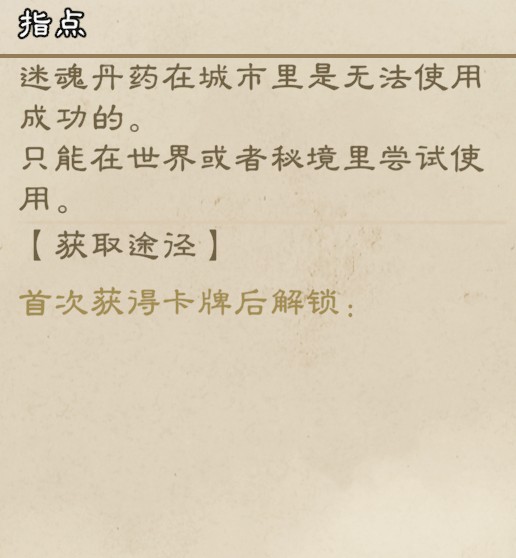 指点
迷魂丹药在城市里是无法使用
成功的。
只能在世界或者秘境里尝试使
用。
【获取途径】
首次获得卡牌后解锁：